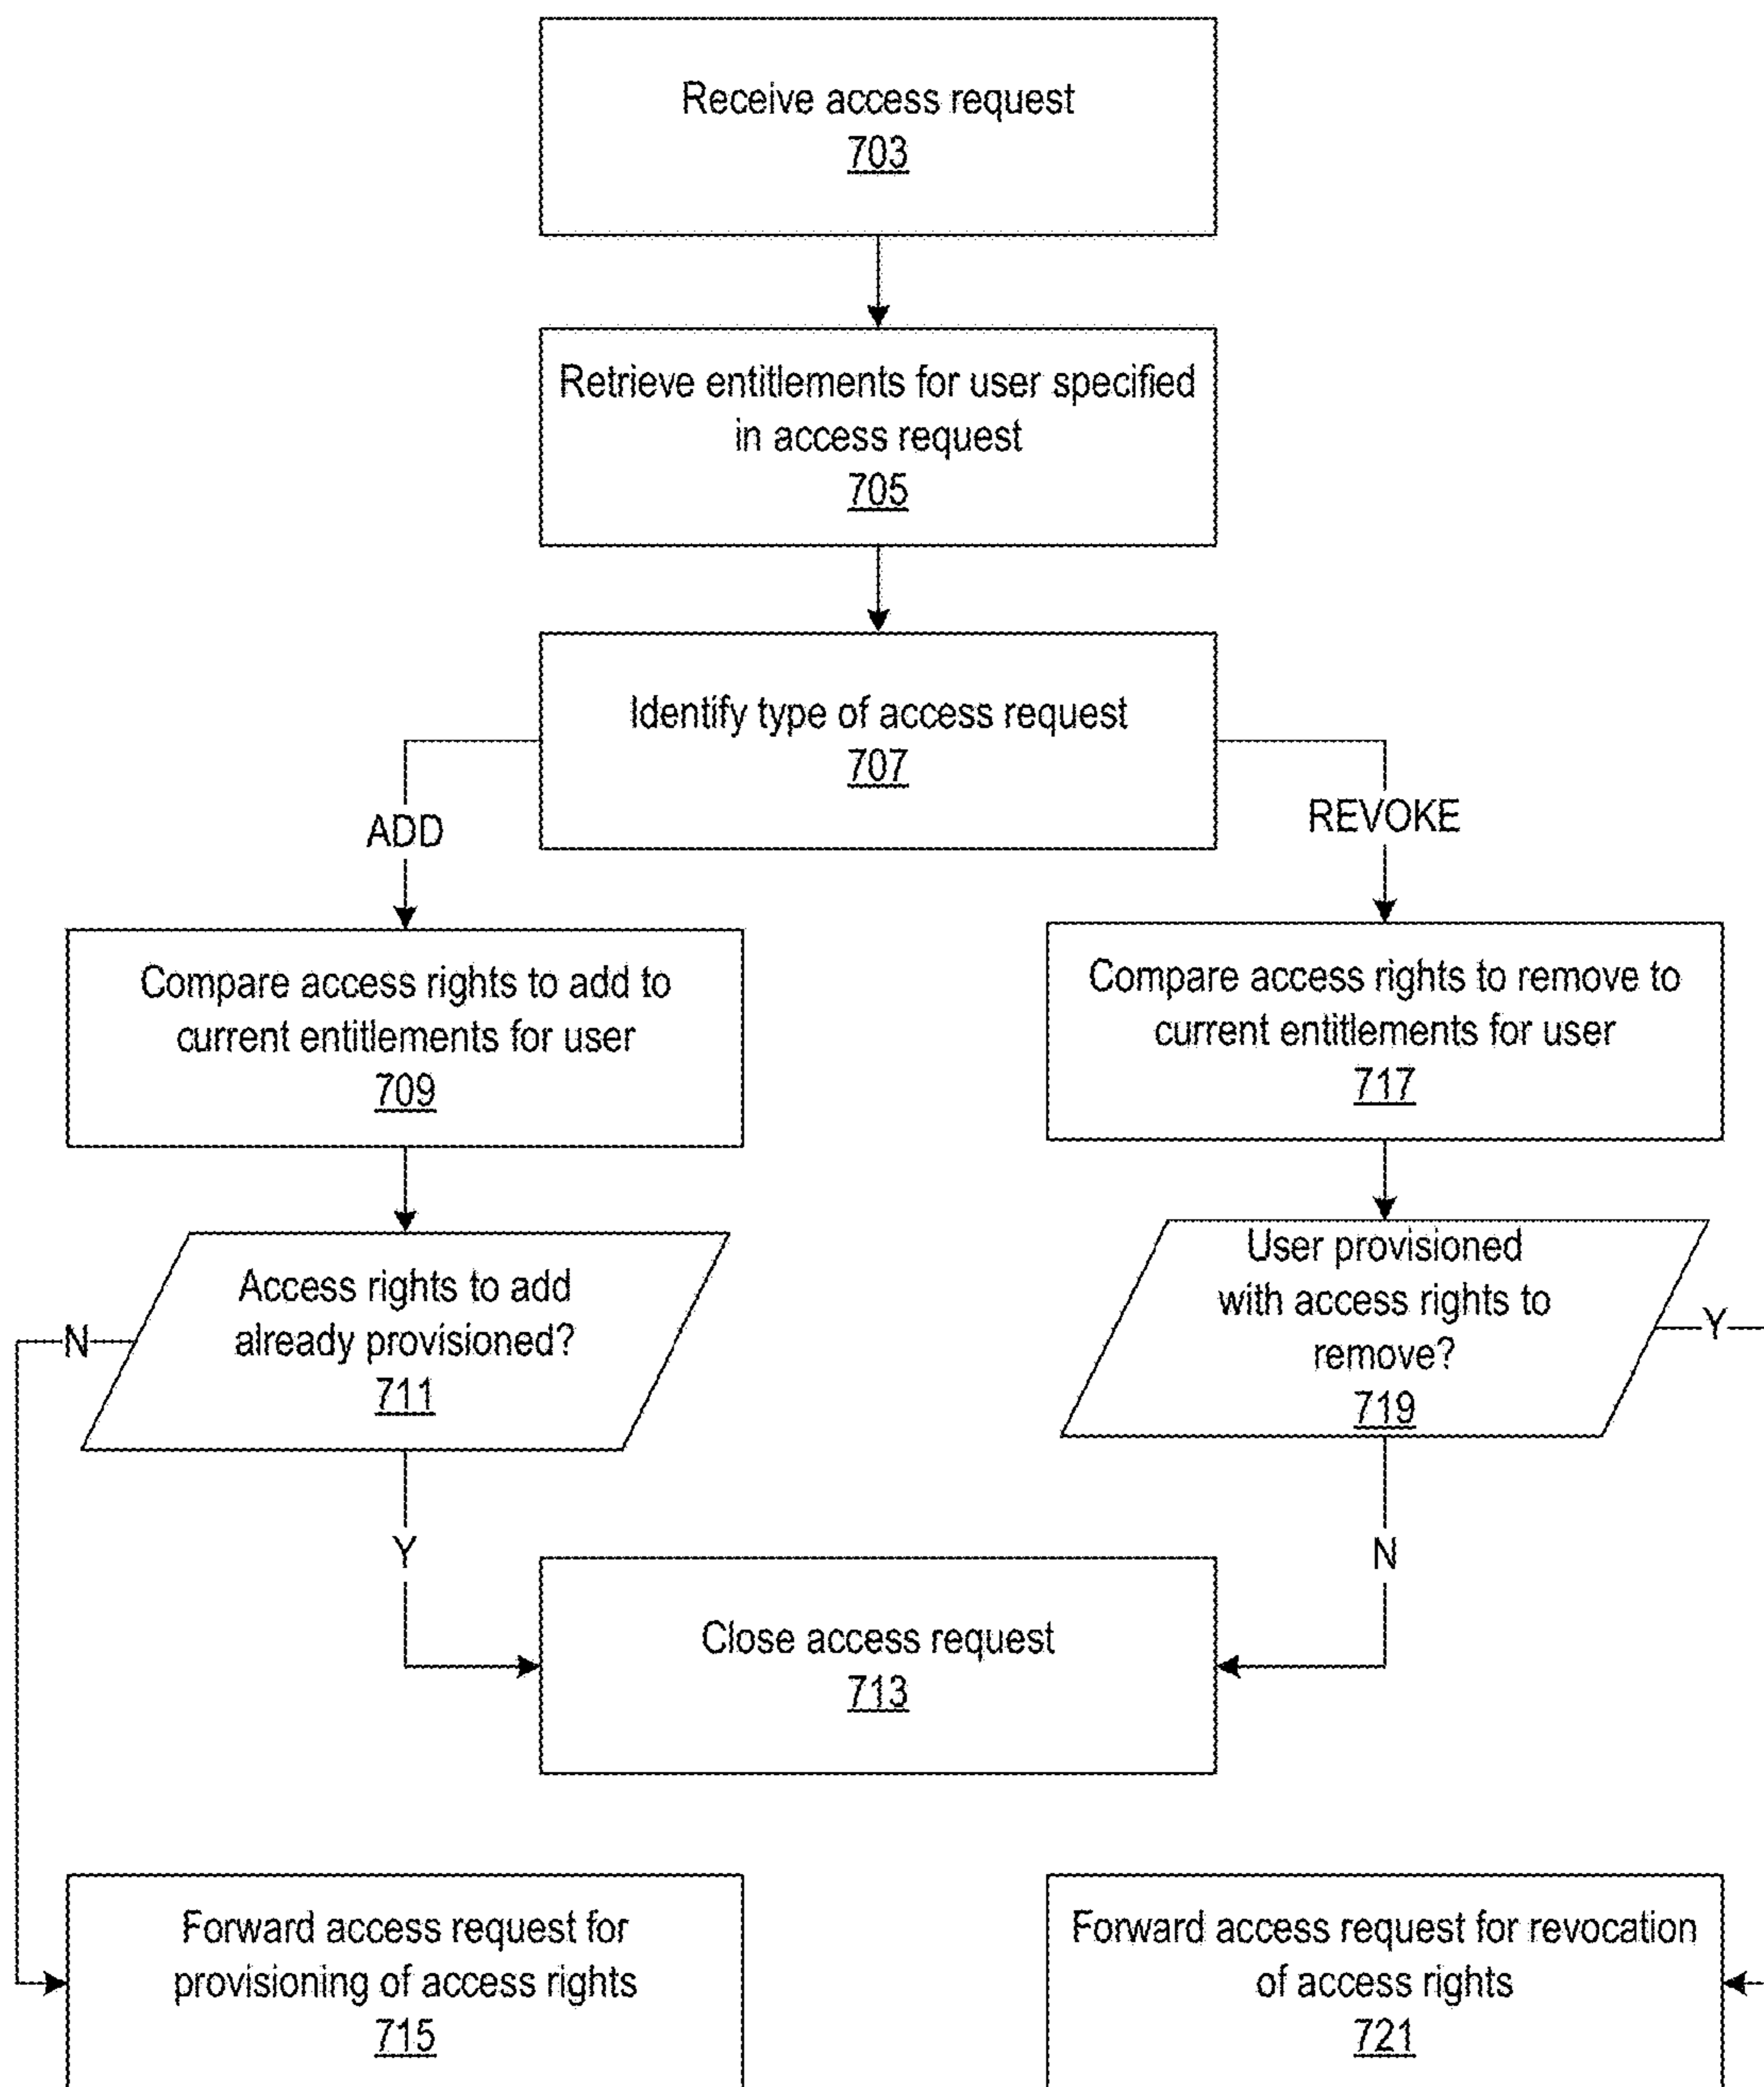 Receive access request
703
Retrieve entitlements for user specified
in access request
705
Identify type of access request
707
ADD
REVOKE
Compare access rights to add to
current entitlements for user
709
Compare access rights to remove to
current entitlements for user
717
Access rights to add
already provisioned?
711
N
User provisioned
with access rights to
remove?
719
Y
Y
N
Close access request
713
Forward access request for
provisioning of access rights
715
Forward access request for revocation
of access rights
721